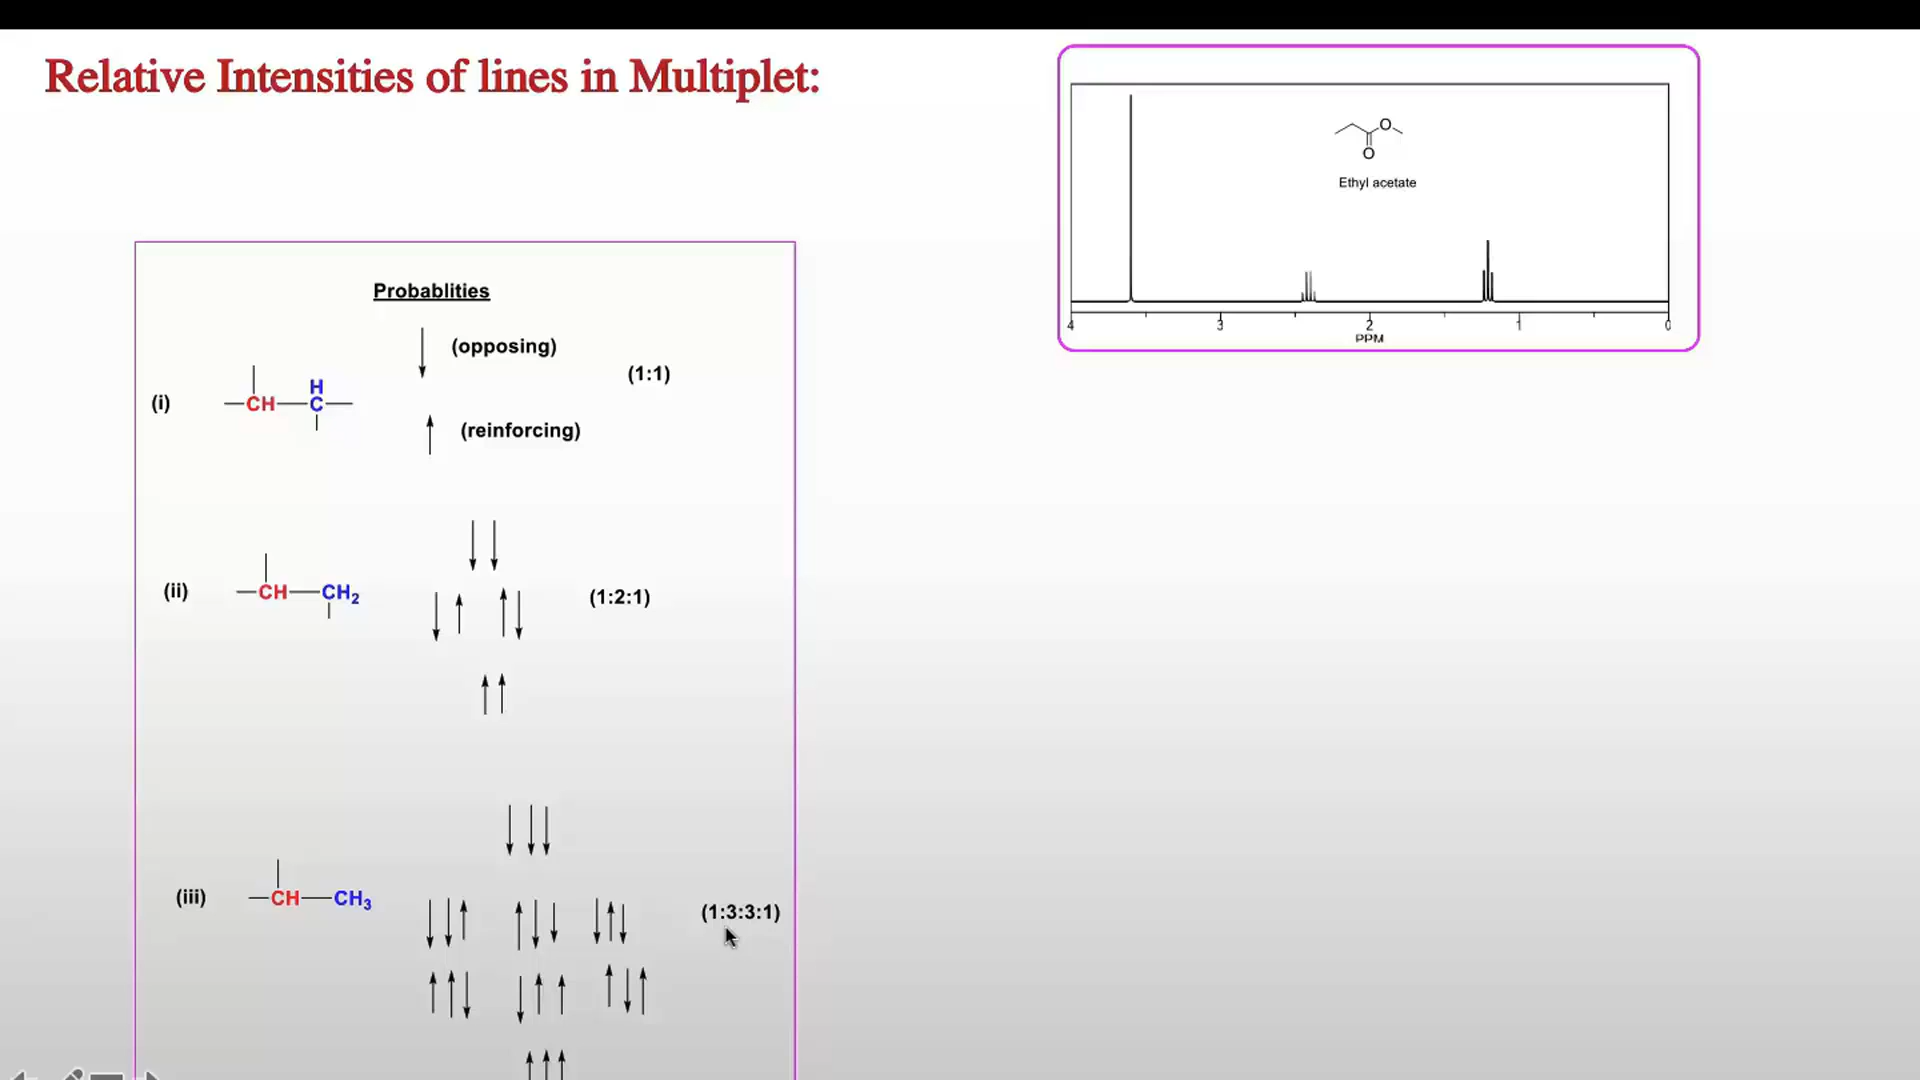 Relative Intensities of lines in Multiplet:
O
O
Ethyl acetate
4 3 2 1 0
PPM
Probablities
(opposing)
(1:1)
(i) CH H C
(reinforcing)
(ii) CH CH₂ (1:2:1)
(iii) CH CH₃ (1:3:3:1)